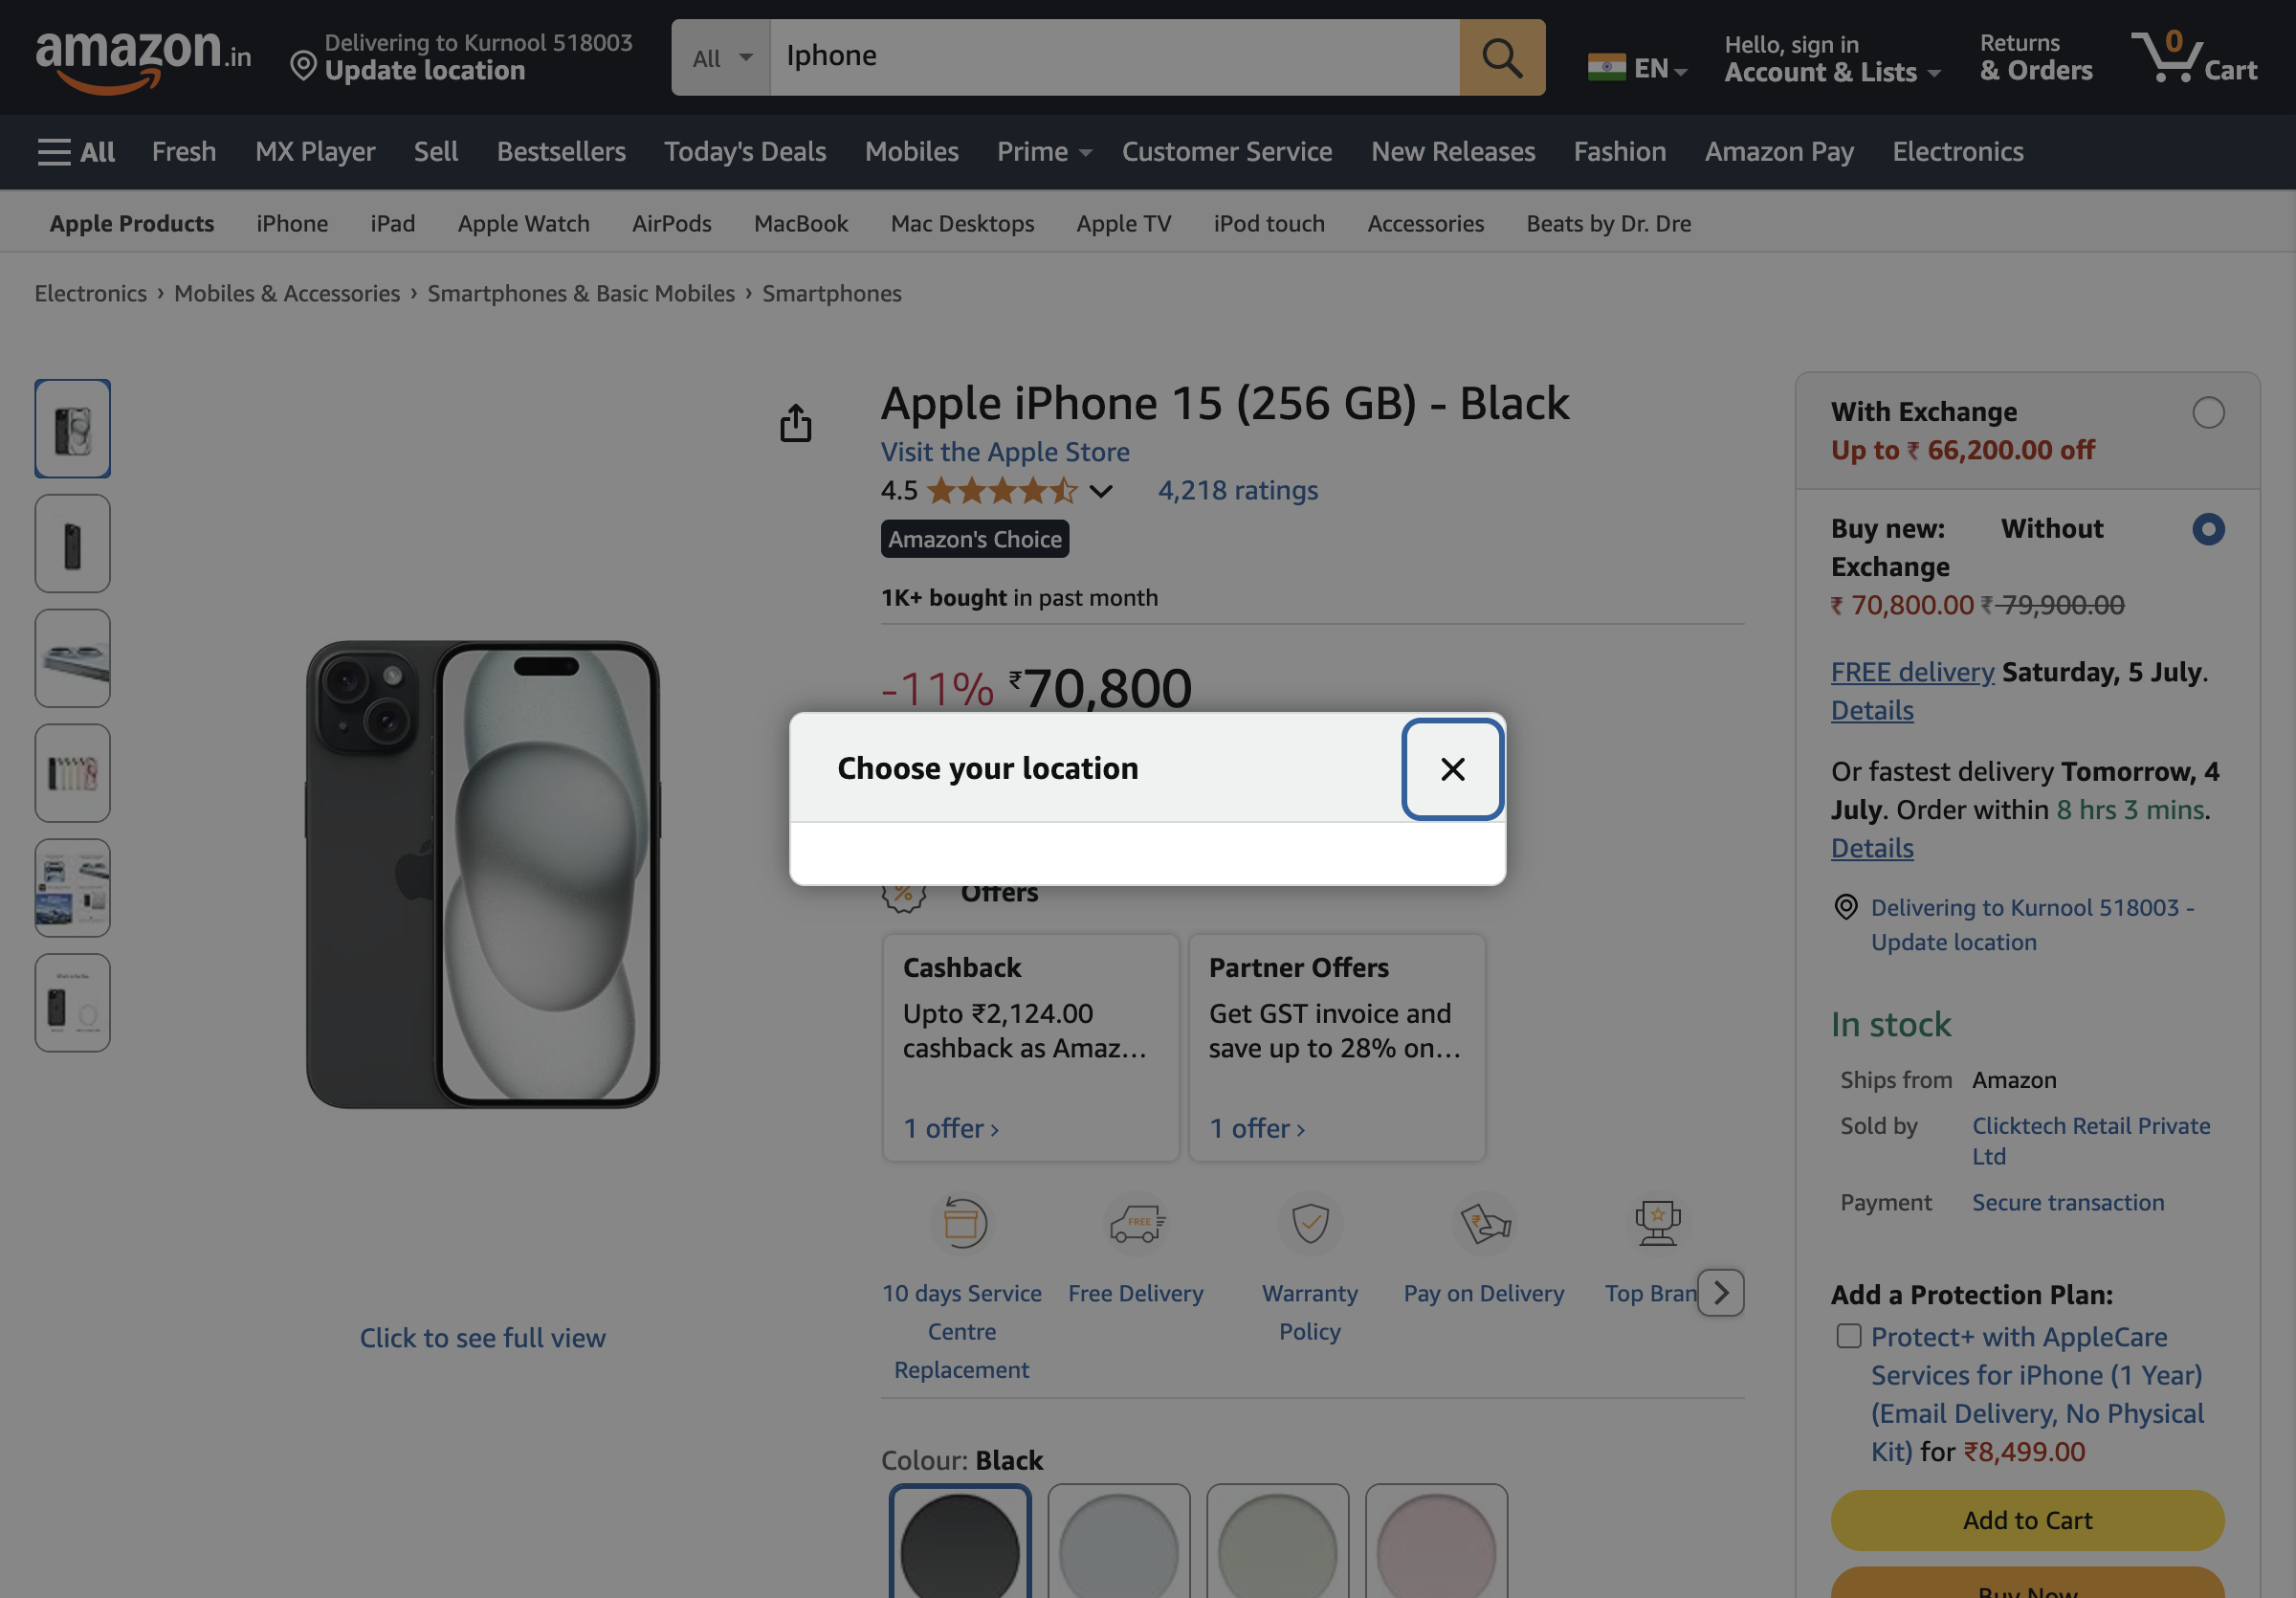 amazon.in
Delivering to Kurnool 518003
Update location
All
Iphone
EN
Hello, sign in
Account & Lists
Returns
& Orders
0
Cart
All
Fresh
MX Player
Sell
Bestsellers
Today's Deals
Mobiles
Prime
Customer Service
New Releases
Fashion
Amazon Pay
Electronics
Apple Products
iPhone
iPad
Apple Watch
AirPods
MacBook
Mac Desktops
Apple TV
iPod touch
Accessories
Beats by Dr. Dre
Electronics › Mobiles & Accessories › Smartphones & Basic Mobiles › Smartphones
Click to see full view
Apple iPhone 15 (256 GB) - Black
Visit the Apple Store
4.5
4,218 ratings
Amazon's Choice
1K+ bought in past month
-11% ₹70,800
Choose your location
Offers
Cashback
Upto ₹2,124.00
cashback as Amaz…
1 offer ›
Partner Offers
Get GST invoice and
save up to 28% on…
1 offer ›
10 days Service
Centre
Replacement
FREE
Free Delivery
Warranty
Policy
Pay on Delivery
Top Bran
Colour: Black
With Exchange
Up to ₹ 66,200.00 off
Buy new: Without
Exchange
₹ 70,800.00 ₹ 79,900.00
FREE delivery Saturday, 5 July.
Details
Or fastest delivery Tomorrow, 4
July. Order within 8 hrs 3 mins.
Details
Delivering to Kurnool 518003 -
Update location
In stock
Ships from Amazon
Sold by Clicktech Retail Private
Ltd
Payment Secure transaction
Add a Protection Plan:
Protect+ with AppleCare
Services for iPhone (1 Year)
(Email Delivery, No Physical
Kit) for ₹8,499.00
Add to Cart
Buy Now